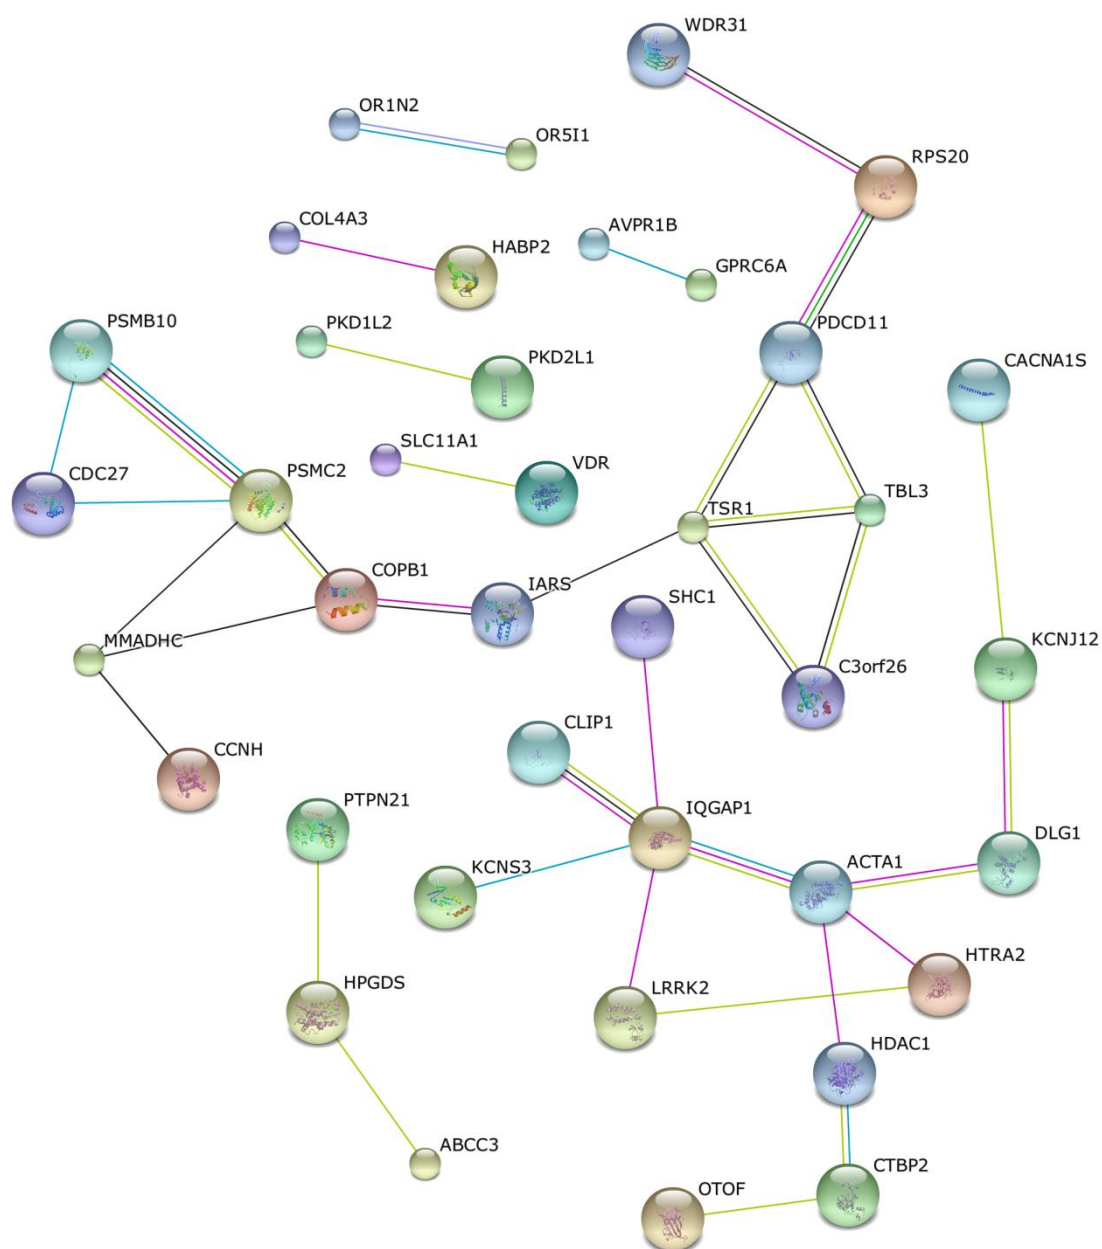 WDR31
OR1N2
OR5I1
RPS20
COL4A3
AVPR1B
HABP2
GPRC6A
PSMB10
PKD1L2
PDCD11
PKD2L1
CACNA1S
SLC11A1
VDR
CDC27
PSMC2
TSR1
TBL3
COPB1
IARS
SHC1
MMADHC
KCNJ12
C3orf26
CLIP1
CCNH
PTPN21
IQGAP1
DLG1
KCNS3
ACTA1
HTRA2
HPGDS
LRRK2
HDAC1
ABCC3
CTBP2
OTOF